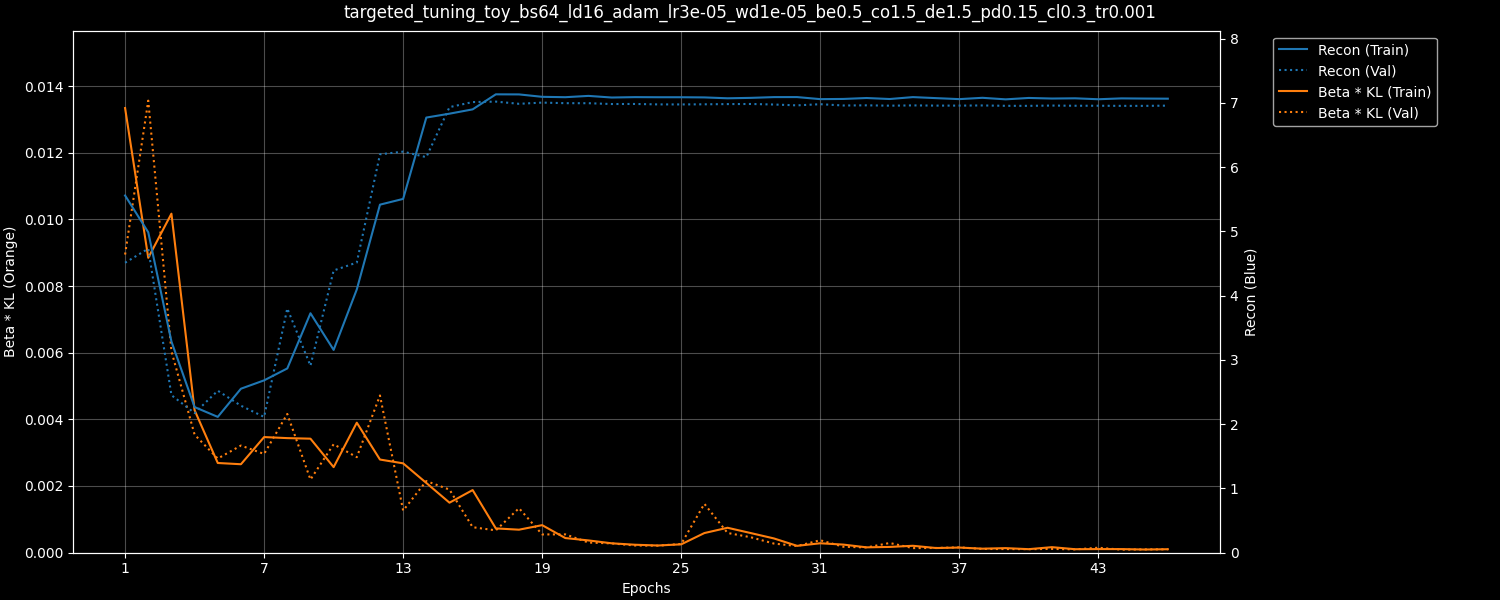 targeted_tuning_toy_bs64_ld16_adam_lr3e-05_wd1e-05_be0.5_co1.5_de1.5_pd0.15_cl0.3_tr0.001
Recon (Train)
Recon (Val)
Beta * KL (Train)
Beta * KL (Val)
Beta * KL (Orange)
0.014
0.012
0.010
0.008
0.006
0.004
0.002
0.000
8
7
6
5
4
3
2
1
0
Recon (Blue)
1 7 13 19 25 31 37 43
Epochs